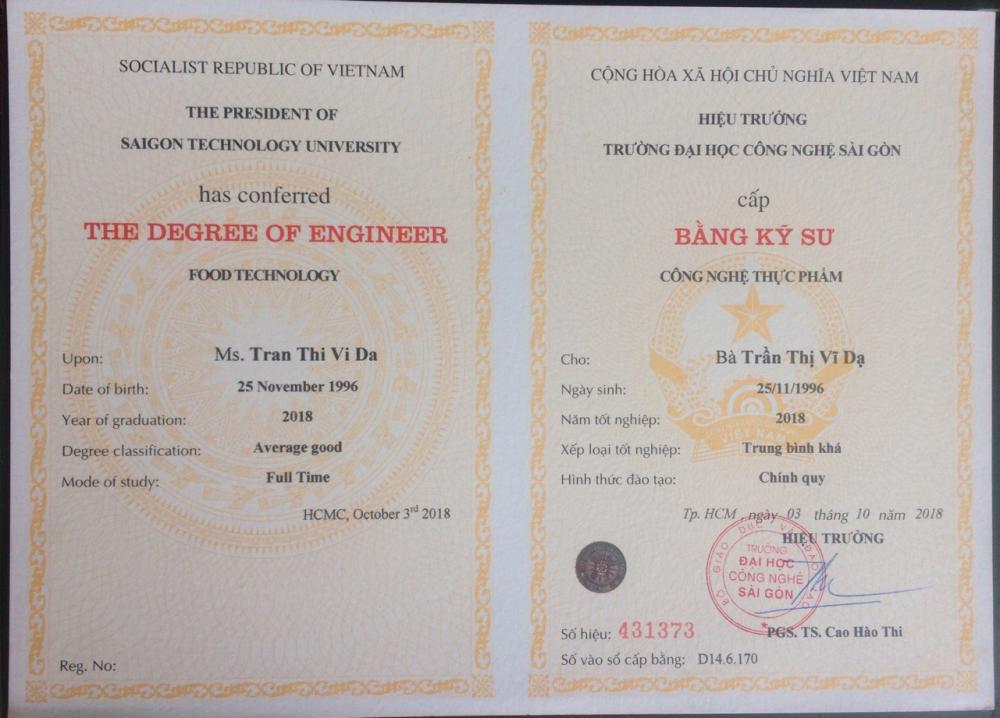 SOCIALIST REPUBLIC OF VIETNAM
THE PRESIDENT OF
SAIGON TECHNOLOGY UNIVERSITY
has conferred
THE DEGREE OF ENGINEER
FOOD TECHNOLOGY
Upon: Ms. Tran Thi Vi Da
Date of birth: 25 November 1996
Year of graduation: 2018
Degree classification: Average good
Mode of study: Full Time
HCMC, October 3rd 2018
Reg. No:
CỘNG HÒA XÃ HỘI CHỦ NGHĨA VIỆT NAM
HIỆU TRƯỞNG
TRƯỜNG ĐẠI HỌC CÔNG NGHỆ SÀI GÒN
cấp
BẰNG KỸ SƯ
CÔNG NGHỆ THỰC PHẨM
VIỆT NAM
Cho: Bà Trần Thị Vĩ Dạ
Ngày sinh: 25/11/1996
Năm tốt nghiệp: 2018
Xếp loại tốt nghiệp: Trung bình khá
Hình thức đào tạo: Chính quy
Tp. HCM , ngày 03 tháng 10 năm 2018
HIỆU TRƯỞNG
BỘ GIÁO DỤC VÀ ĐÀO TẠO
TRƯỜNG
ĐẠI HỌC
CÔNG NGHỆ
SÀI GÒN
Số hiệu: 431373
PGS. TS. Cao Hào Thi
Số vào sổ cấp bằng: D14.6.170